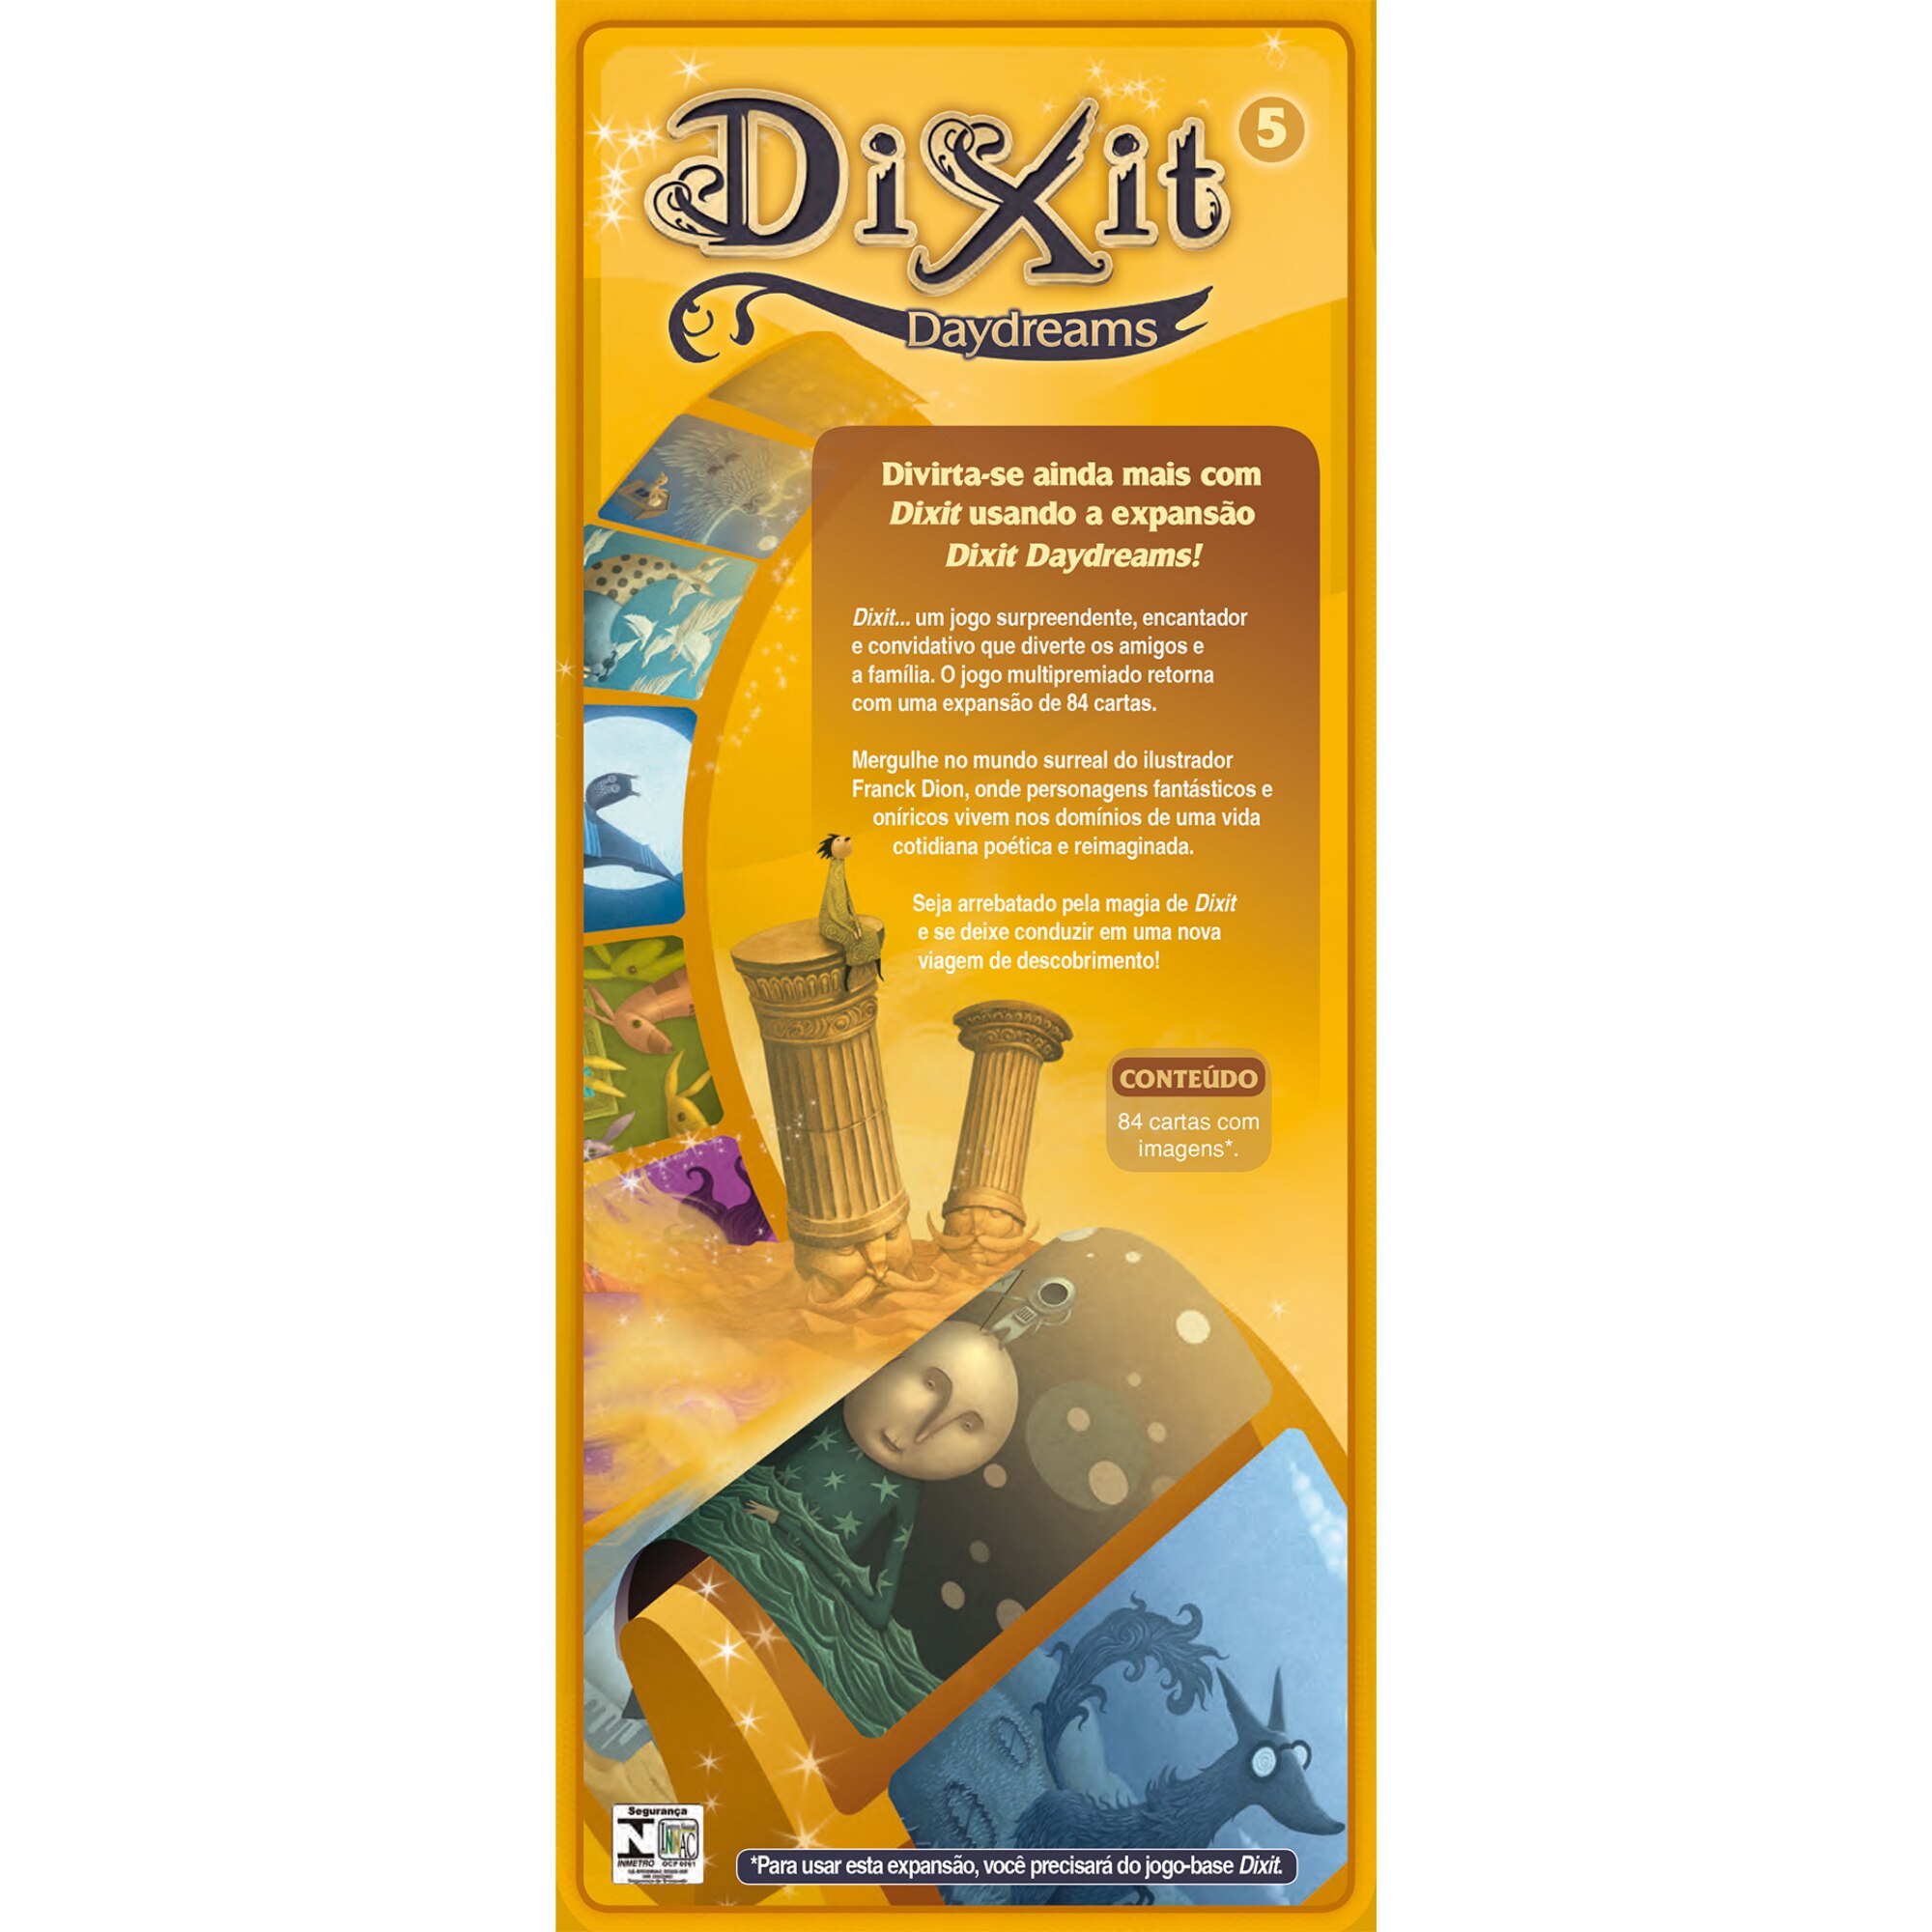 Dixit
5
Daydreams
Divirta-se ainda mais com
Dixit usando a expansão
Dixit Daydreams!
Dixit... um jogo surpreendente, encantador
e convidativo que diverte os amigos e
a família. O jogo multipremiado retorna
com uma expansão de 84 cartas.
Mergulhe no mundo surreal do ilustrador
Franck Dion, onde personagens fantásticos e
oníricos vivem nos domínios de uma vida
cotidiana poética e reimaginada.
Seja arrebatado pela magia de Dixit
e se deixe conduzir em uma nova
viagem de descobrimento!
CONTEÚDO
84 cartas com
imagens*.
Segurança
INMETRO OCP 0061
*Para usar esta expansão, você precisará do jogo-base Dixit.